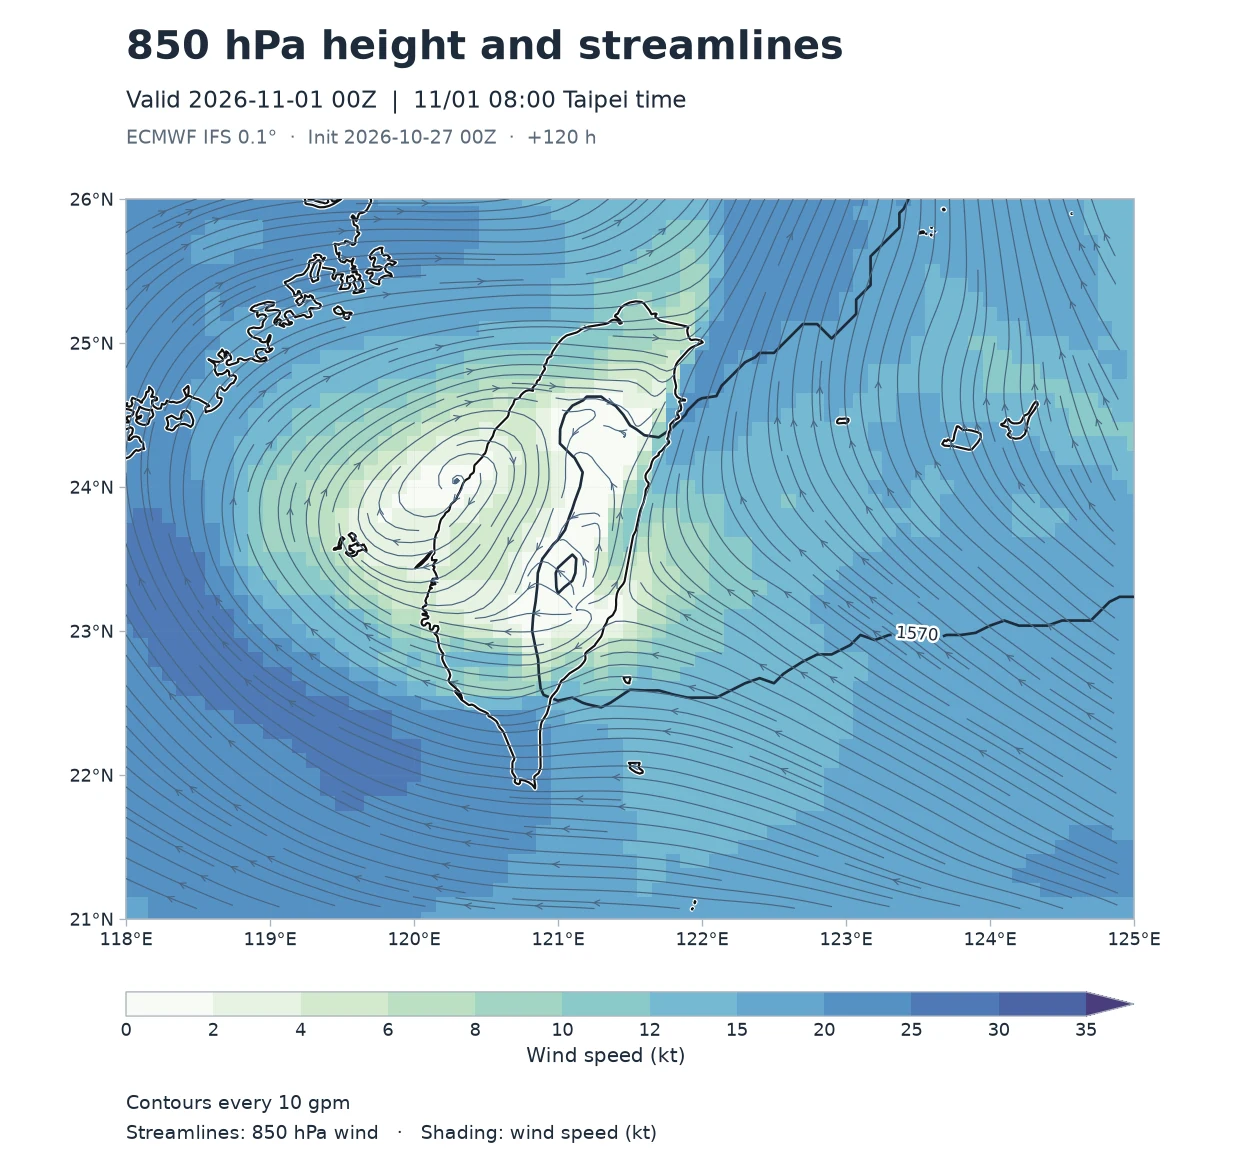 850 hPa height and streamlines
Valid 2026-11-01 00Z | 11/01 08:00 Taipei time
ECMWF IFS 0.1° · Init 2026-10-27 00Z · +120 h
26°N
25°N
24°N
23°N
22°N
21°N
1570
118°E 119°E 120°E 121°E 122°E 123°E 124°E 125°E
0 2 4 6 8 10 12 15 20 25 30 35
Wind speed (kt)
Contours every 10 gpm
Streamlines: 850 hPa wind · Shading: wind speed (kt)